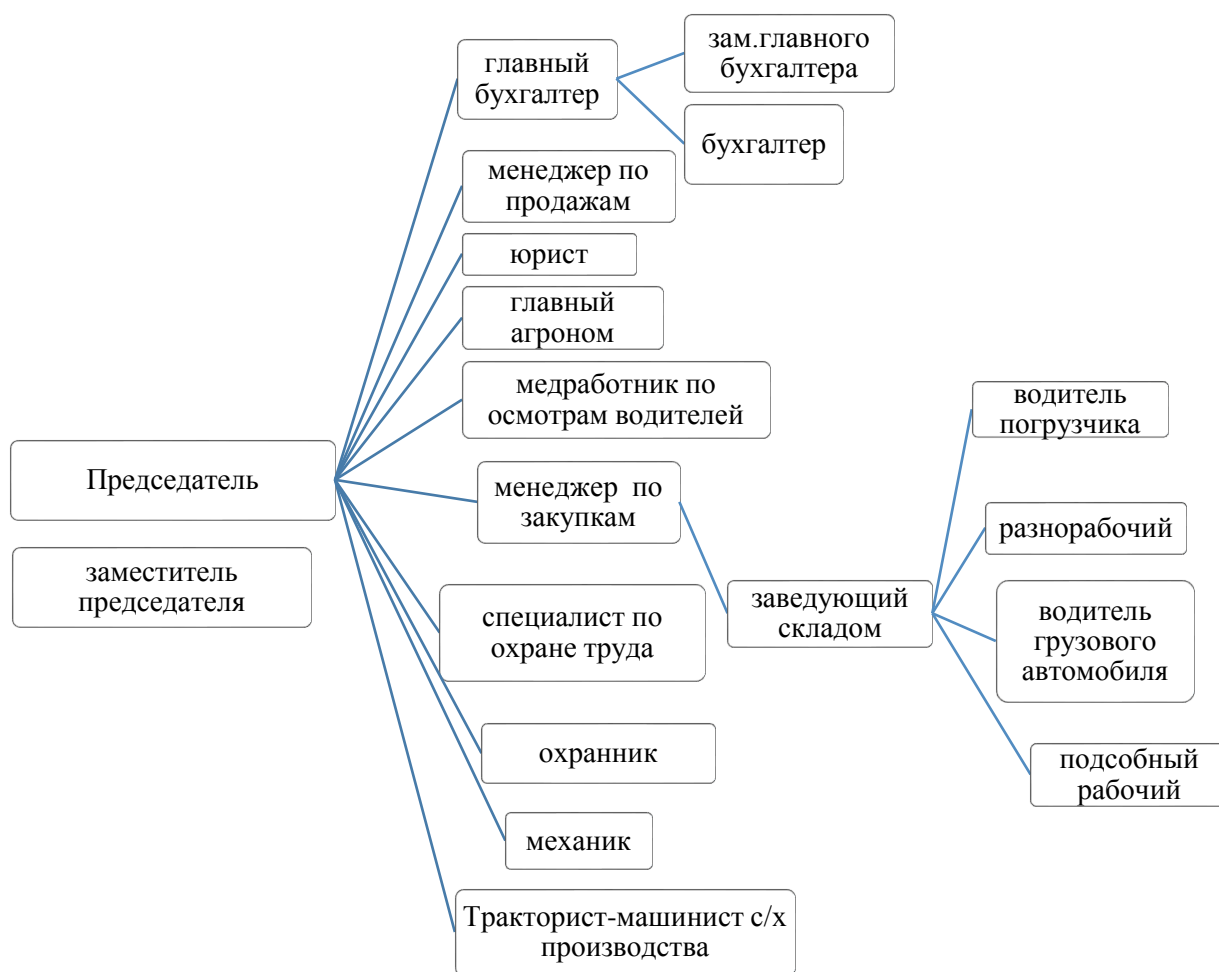 зам.главного
бухгалтера
главный
бухгалтер
бухгалтер
менеджер по
продажам
юрист
главный
агроном
медработник по
осмотрам водителей
водитель
погрузчика
Председатель
менеджер  по
закупкам
разнорабочий
заместитель
председателя
специалист по
охране труда
заведующий
складом
водитель
грузового
автомобиля
охранник
подсобный
рабочий
механик
Тракторист-машинист с/х
производства